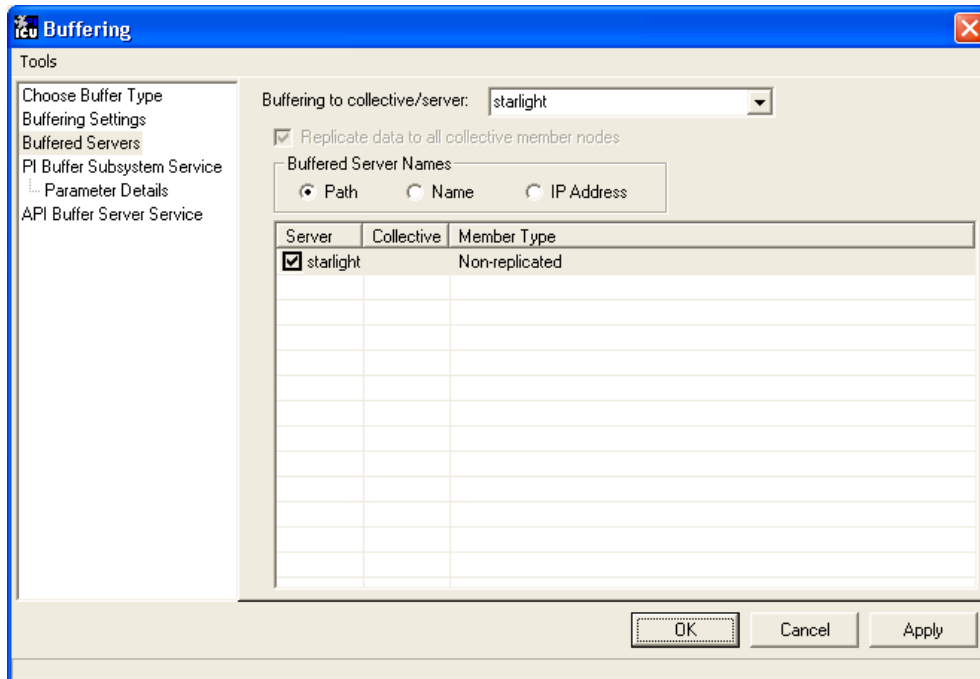 icu Buffering
Tools
Choose Buffer Type
Buffering Settings
Buffered Servers
PI Buffer Subsystem Service
Parameter Details
API Buffer Server Service
Buffering to collective/server: starlight
Replicate data to all collective member nodes
Buffered Server Names
Path Name IP Address
Server Collective Member Type
starlight Non-replicated
OK Cancel Apply